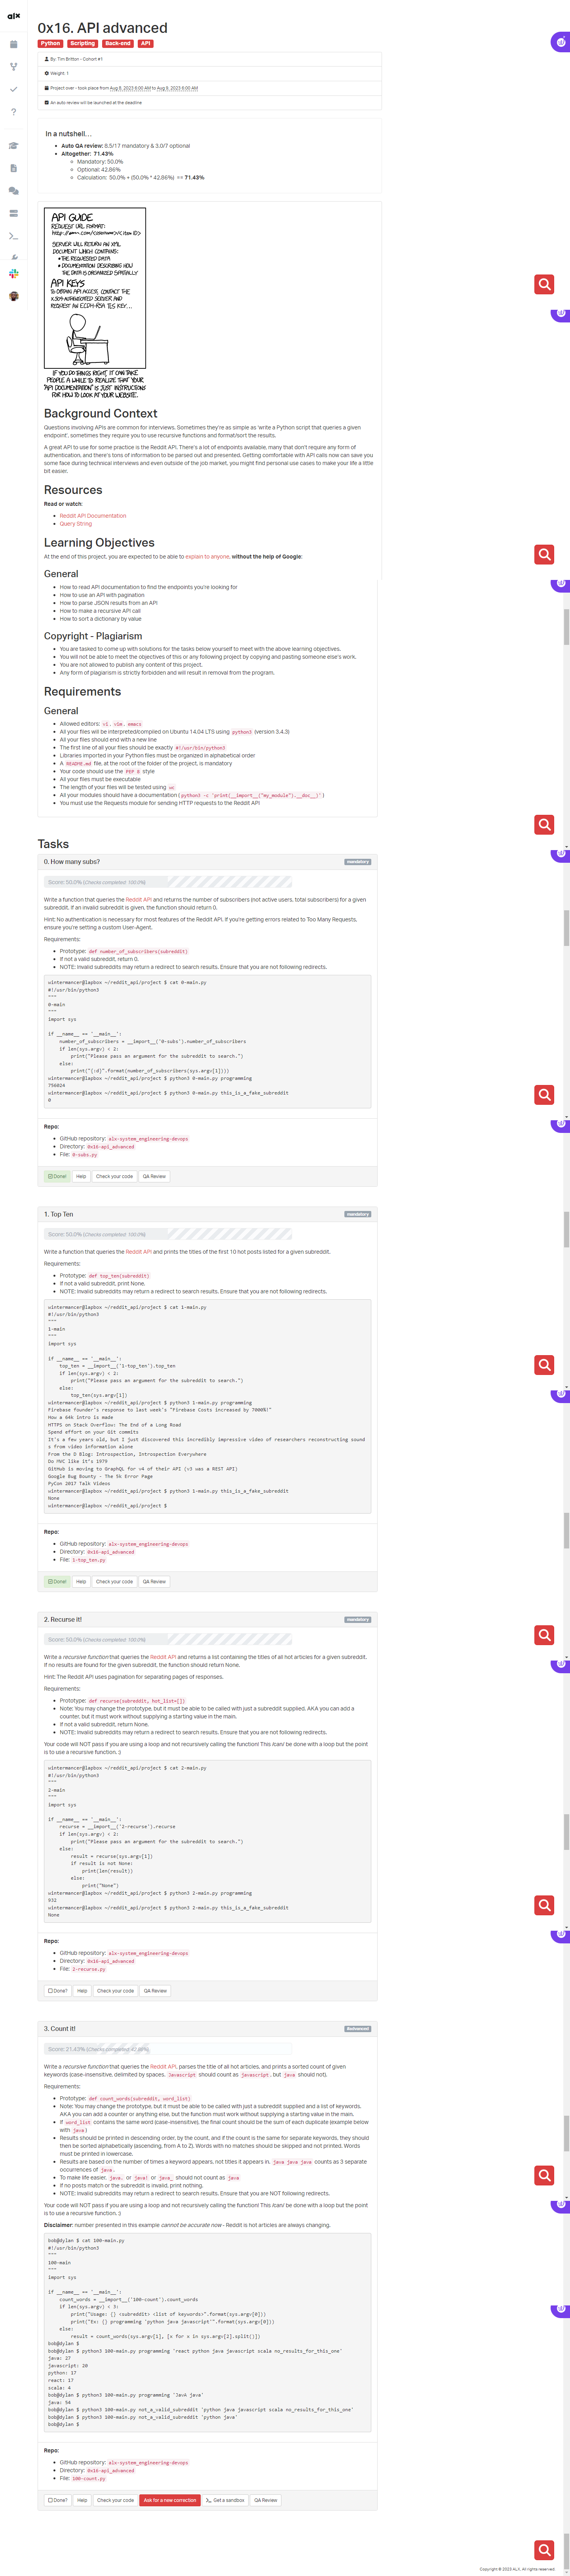 alx
0x16. API advanced
Python Scripting Back-end API
By: Tim Britton - Cohort #1
Weight: 1
Project over - took place from Aug 8, 2023 6:00 AM to Aug 9, 2023 6:00 AM
An auto review will be launched at the deadline
In a nutshell…
Auto QA review: 8.5/17 mandatory & 3.0/7 optional
Altogether: 71.43%
Mandatory: 50.0%
Optional: 42.86%
Calculation: 50.0% + (50.0% * 42.86%) == 71.43%
API GUIDE
REQUEST URL FORMAT:
SERVER WILL RETURN AN XML
DOCUMENT WHICH CONTAINS:
• THE REQUESTED DATA
• DOCUMENTATION DESCRIBING HOW
THE DATA IS ORGANIZED SPATIALLY
API KEYS
TO OBTAIN API ACCESS, CONTACT THE
X.509-AUTHENTICATED SERVER AND
REQUEST AN ECDH-RSA TLS KEY...
IF YOU DO THINGS RIGHT, IT CAN TAKE
PEOPLE A WHILE TO REALIZE THAT YOUR
"API DOCUMENTATION" IS JUST INSTRUCTIONS
FOR HOW TO LOOK AT YOUR WEBSITE.
Background Context
Questions involving APIs are common for interviews. Sometimes they're as simple as 'write a Python script that queries a given
endpoint', sometimes they require you to use recursive functions and format/sort the results.
A great API to use for some practice is the Reddit API. There's a lot of endpoints available, many that don't require any form of
authentication, and there's tons of information to be parsed out and presented. Getting comfortable with API calls now can save you
some face during technical interviews and even outside of the job market, you might find personal use cases to make your life a little
bit easier.
Resources
Read or watch:
Reddit API Documentation
Query String
Learning Objectives
At the end of this project, you are expected to be able to explain to anyone, without the help of Google:
General
How to read API documentation to find the endpoints you're looking for
How to use an API with pagination
How to parse JSON results from an API
How to make a recursive API call
How to sort a dictionary by value
Copyright - Plagiarism
You are tasked to come up with solutions for the tasks below yourself to meet with the above learning objectives.
You will not be able to meet the objectives of this or any following project by copying and pasting someone else's work.
You are not allowed to publish any content of this project.
Any form of plagiarism is strictly forbidden and will result in removal from the program.
Requirements
General
Allowed editors: vi, vim, emacs
All your files will be interpreted/compiled on Ubuntu 14.04 LTS using python3 (version 3.4.3)
All your files should end with a new line
The first line of all your files should be exactly #!/usr/bin/python3
Libraries imported in your Python files must be organized in alphabetical order
A README.md file, at the root of the folder of the project, is mandatory
Your code should use the PEP 8 style
All your files must be executable
The length of your files will be tested using wc
All your modules should have a documentation (python3 -c 'print(__import__("my_module").__doc__)')
You must use the Requests module for sending HTTP requests to the Reddit API
Tasks
0. How many subs? mandatory
Score: 50.0% (Checks completed: 100.0%)
Write a function that queries the Reddit API and returns the number of subscribers (not active users, total subscribers) for a given
subreddit. If an invalid subreddit is given, the function should return 0.
Hint: No authentication is necessary for most features of the Reddit API. If you're getting errors related to Too Many Requests,
ensure you're setting a custom User-Agent.
Requirements:
Prototype: def number_of_subscribers(subreddit)
If not a valid subreddit, return 0.
NOTE: Invalid subreddits may return a redirect to search results. Ensure that you are not following redirects.
wintermancer@lapbox ~/reddit_api/project $ cat 0-main.py
#!/usr/bin/python3
"""
0-main
"""
import sys
if __name__ == '__main__':
number_of_subscribers = __import__('0-subs').number_of_subscribers
if len(sys.argv) < 2:
print("Please pass an argument for the subreddit to search.")
else:
print("{:d}".format(number_of_subscribers(sys.argv[1])))
wintermancer@lapbox ~/reddit_api/project $ python3 0-main.py programming
756024
wintermancer@lapbox ~/reddit_api/project $ python3 0-main.py this_is_a_fake_subreddit
0
Repo:
GitHub repository: alx-system_engineering-devops
Directory: 0x16-api_advanced
File: 0-subs.py
Done! Help Check your code QA Review
1. Top Ten mandatory
Score: 50.0% (Checks completed: 100.0%)
Write a function that queries the Reddit API and prints the titles of the first 10 hot posts listed for a given subreddit.
Requirements:
Prototype: def top_ten(subreddit)
If not a valid subreddit, print None.
NOTE: Invalid subreddits may return a redirect to search results. Ensure that you are not following redirects.
wintermancer@lapbox ~/reddit_api/project $ cat 1-main.py
#!/usr/bin/python3
"""
1-main
"""
import sys
if __name__ == '__main__':
top_ten = __import__('1-top_ten').top_ten
if len(sys.argv) < 2:
print("Please pass an argument for the subreddit to search.")
else:
top_ten(sys.argv[1])
wintermancer@lapbox ~/reddit_api/project $ python3 1-main.py programming
Firebase founder's response to last week's "Firebase Costs increased by 7000%!"
How a 64k intro is made
HTTPS on Stack Overflow: The End of a Long Road
Spend effort on your Git commits
It's a few years old, but I just discovered this incredibly impressive video of researchers reconstructing sound
s from video information alone
From the D Blog: Introspection, Introspection Everywhere
Do MVC like it's 1979
GitHub is moving to GraphQL for v4 of their API (v3 was a REST API)
Google Bug Bounty - The 5k Error Page
PyCon 2017 Talk Videos
wintermancer@lapbox ~/reddit_api/project $ python3 1-main.py this_is_a_fake_subreddit
None
wintermancer@lapbox ~/reddit_api/project $
Repo:
GitHub repository: alx-system_engineering-devops
Directory: 0x16-api_advanced
File: 1-top_ten.py
Done! Help Check your code QA Review
2. Recurse it! mandatory
Score: 50.0% (Checks completed: 100.0%)
Write a recursive function that queries the Reddit API and returns a list containing the titles of all hot articles for a given subreddit.
If no results are found for the given subreddit, the function should return None.
Hint: The Reddit API uses pagination for separating pages of responses.
Requirements:
Prototype: def recurse(subreddit, hot_list=[])
Note: You may change the prototype, but it must be able to be called with just a subreddit supplied. AKA you can add a
counter, but it must work without supplying a starting value in the main.
If not a valid subreddit, return None.
NOTE: Invalid subreddits may return a redirect to search results. Ensure that you are not following redirects.
Your code will NOT pass if you are using a loop and not recursively calling the function! This /can/ be done with a loop but the point
is to use a recursive function. :)
wintermancer@lapbox ~/reddit_api/project $ cat 2-main.py
#!/usr/bin/python3
"""
2-main
"""
import sys
if __name__ == '__main__':
recurse = __import__('2-recurse').recurse
if len(sys.argv) < 2:
print("Please pass an argument for the subreddit to search.")
else:
result = recurse(sys.argv[1])
if result is not None:
print(len(result))
else:
print("None")
wintermancer@lapbox ~/reddit_api/project $ python3 2-main.py programming
932
wintermancer@lapbox ~/reddit_api/project $ python3 2-main.py this_is_a_fake_subreddit
None
Repo:
GitHub repository: alx-system_engineering-devops
Directory: 0x16-api_advanced
File: 2-recurse.py
Done? Help Check your code QA Review
3. Count it! #advanced
Score: 21.43% (Checks completed: 42.86%)
Write a recursive function that queries the Reddit API, parses the title of all hot articles, and prints a sorted count of given
keywords (case-insensitive, delimited by spaces. Javascript should count as javascript, but java should not).
Requirements:
Prototype: def count_words(subreddit, word_list)
Note: You may change the prototype, but it must be able to be called with just a subreddit supplied and a list of keywords.
AKA you can add a counter or anything else, but the function must work without supplying a starting value in the main.
If word_list contains the same word (case-insensitive), the final count should be the sum of each duplicate (example below
with java)
Results should be printed in descending order, by the count, and if the count is the same for separate keywords, they should
then be sorted alphabetically (ascending, from A to Z). Words with no matches should be skipped and not printed. Words
must be printed in lowercase.
Results are based on the number of times a keyword appears, not titles it appears in. java java java counts as 3 separate
occurrences of java.
To make life easier, java. or java! or java_ should not count as java
If no posts match or the subreddit is invalid, print nothing.
NOTE: Invalid subreddits may return a redirect to search results. Ensure that you are NOT following redirects.
Your code will NOT pass if you are using a loop and not recursively calling the function! This /can/ be done with a loop but the point
is to use a recursive function. :)
Disclaimer: number presented in this example cannot be accurate now - Reddit is hot articles are always changing.
bob@dylan $ cat 100-main.py
#!/usr/bin/python3
"""
100-main
"""
import sys
if __name__ == '__main__':
count_words = __import__('100-count').count_words
if len(sys.argv) < 3:
print("Usage: {} <subreddit> <list of keywords>".format(sys.argv[0]))
print("Ex: {} programming 'python java javascript'".format(sys.argv[0]))
else:
result = count_words(sys.argv[1], [x for x in sys.argv[2].split()])
bob@dylan $
bob@dylan $ python3 100-main.py programming 'react python java javascript scala no_results_for_this_one'
java: 27
javascript: 20
python: 17
react: 17
scala: 4
bob@dylan $ python3 100-main.py programming 'JavA java'
java: 54
bob@dylan $ python3 100-main.py not_a_valid_subreddit 'python java javascript scala no_results_for_this_one'
bob@dylan $ python3 100-main.py not_a_valid_subreddit 'python java'
bob@dylan $
Repo:
GitHub repository: alx-system_engineering-devops
Directory: 0x16-api_advanced
File: 100-count.py
Done? Help Check your code Ask for a new correction Get a sandbox QA Review
Copyright © 2023 ALX, All rights reserved.